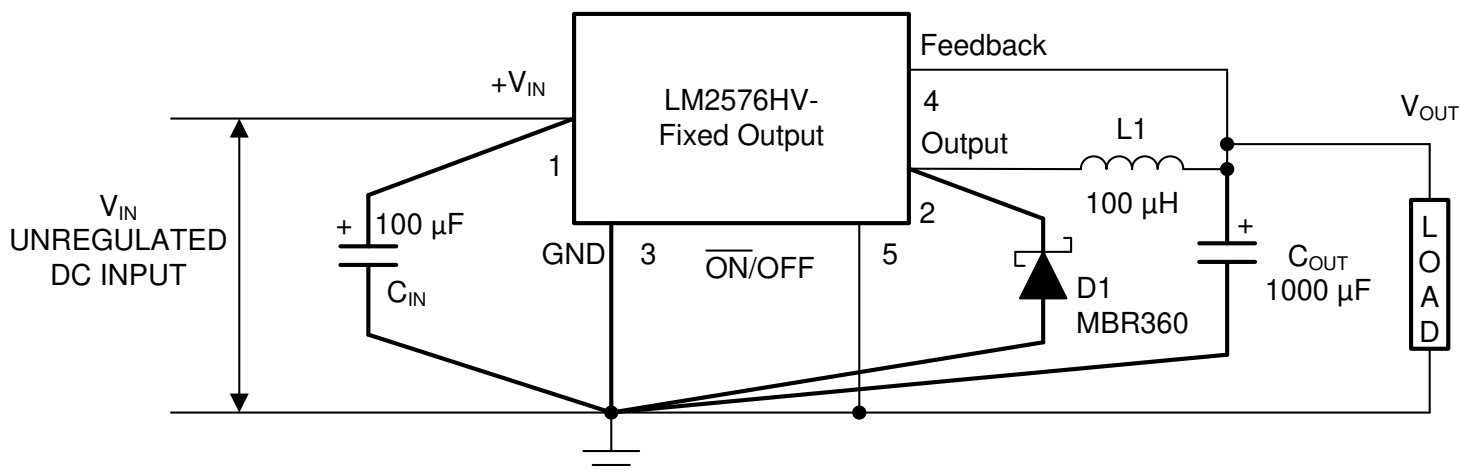 Feedback
+VIN
LM2576HV-
Fixed Output
4
VOUT
Output
L1
1
100 µH
2
VIN
UNREGULATED
DC INPUT
+
100 µF
CIN
GND
3
ON/OFF
5
D1
MBR360
+
COUT
1000 µF
LOAD